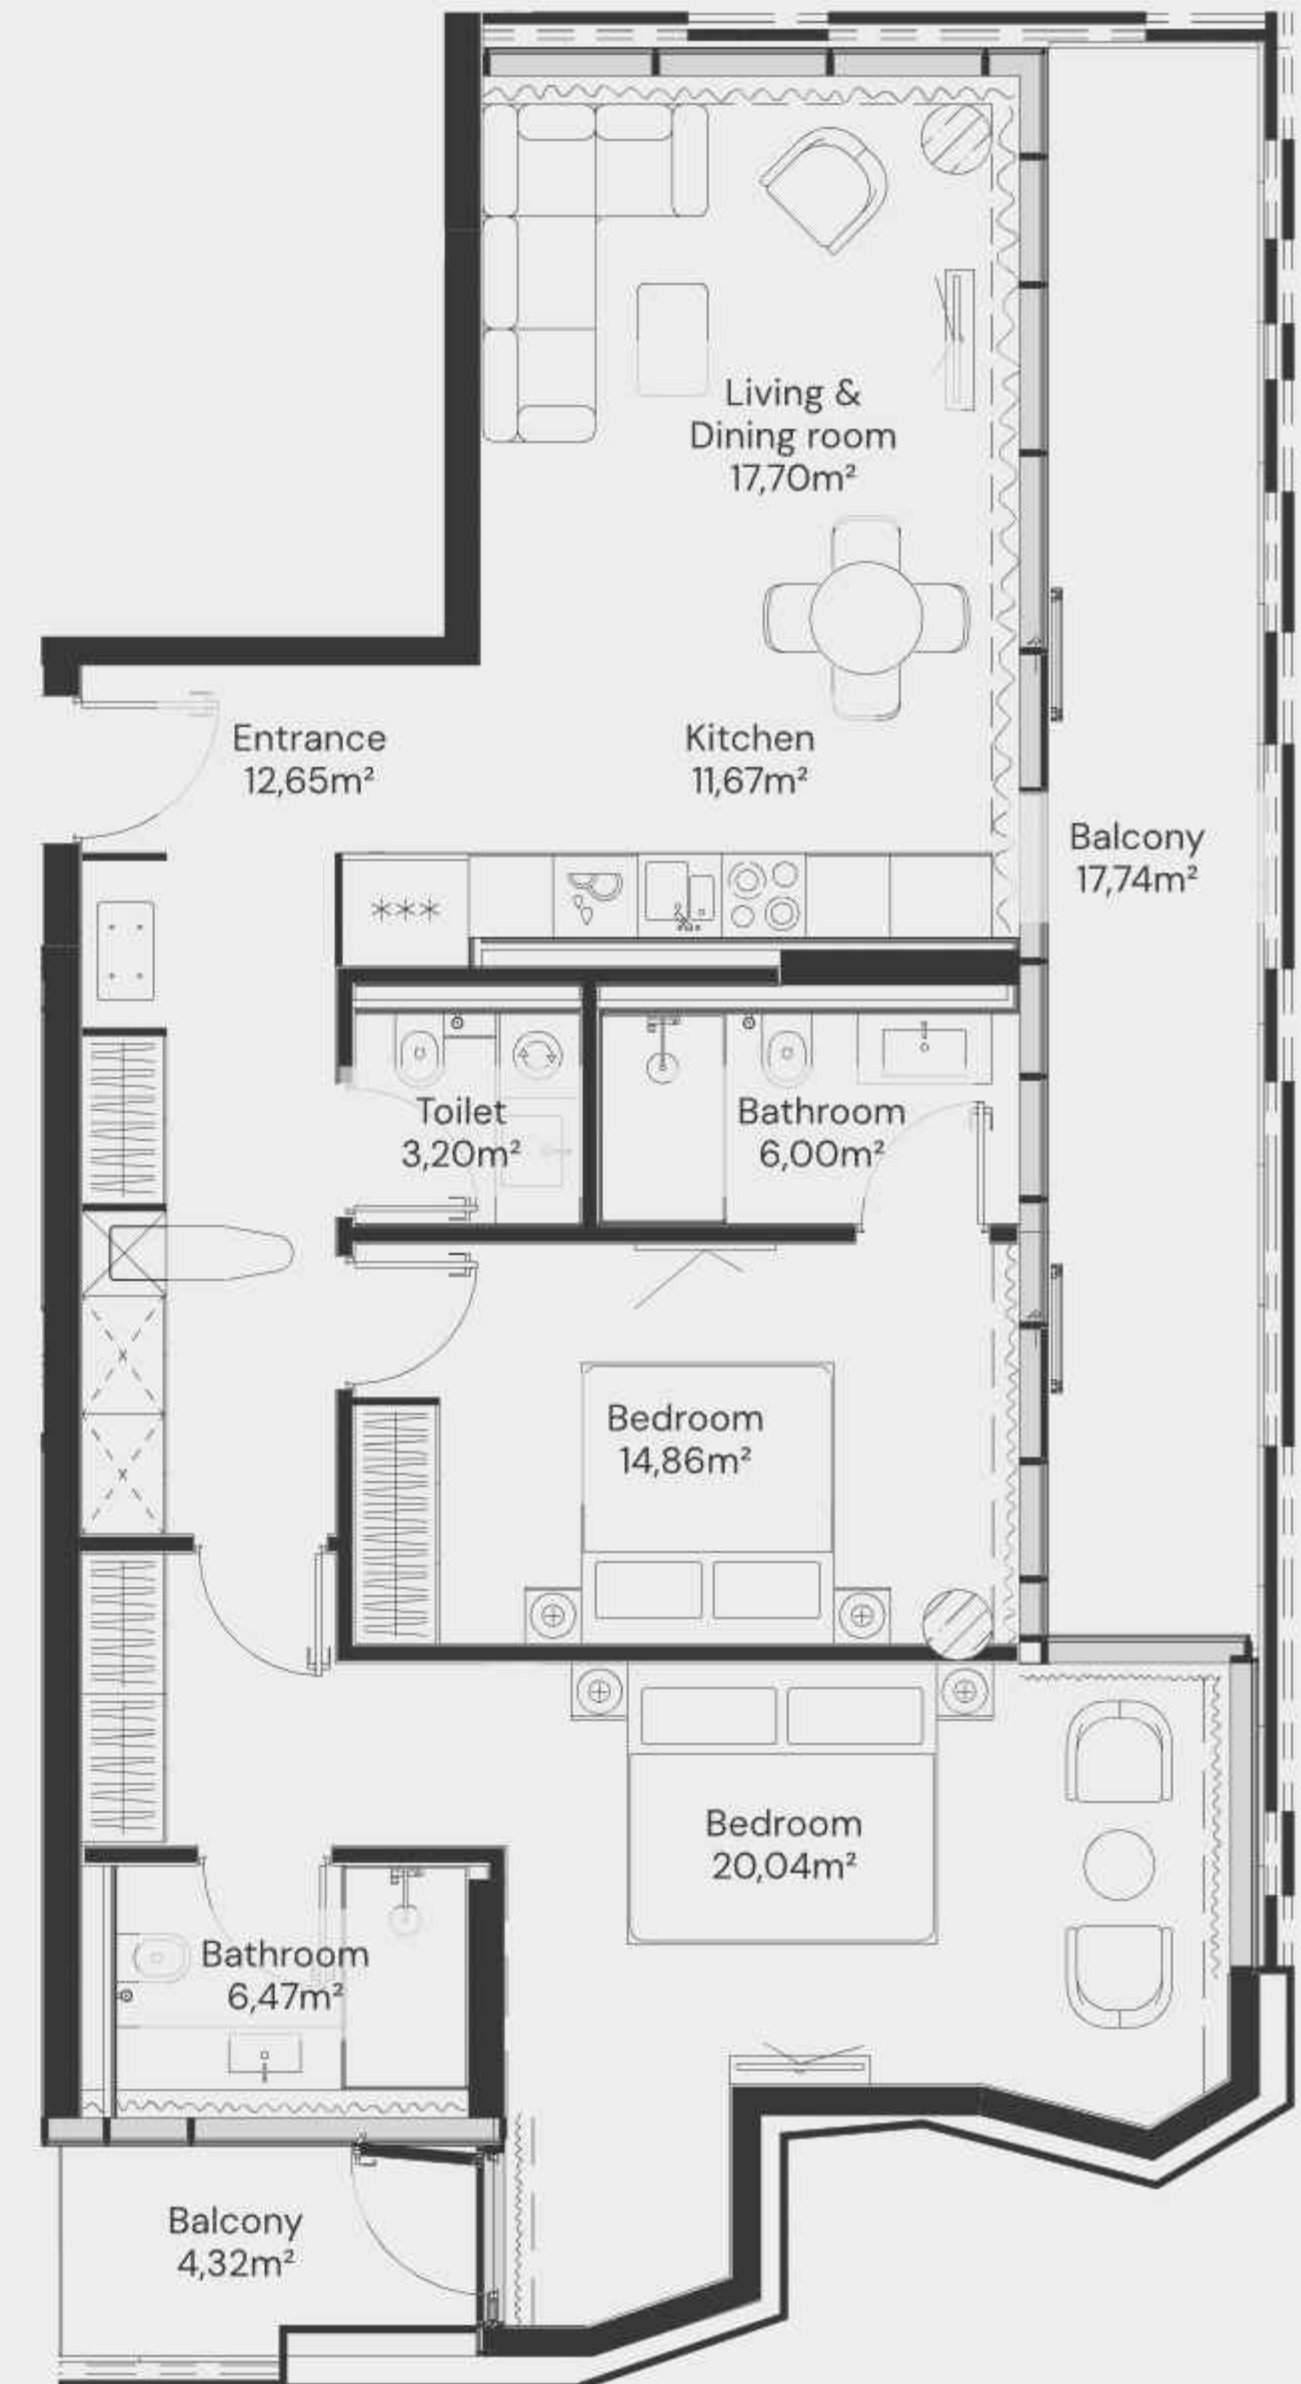 Living &
Dining room
17,70m²
Entrance
12,65m²
Kitchen
11,67m²
Balcony
17,74m²
***
Toilet
3,20m²
Bathroom
6,00m²
Bedroom
14,86m²
Bedroom
20,04m²
Bathroom
6,47m²
Balcony
4,32m²